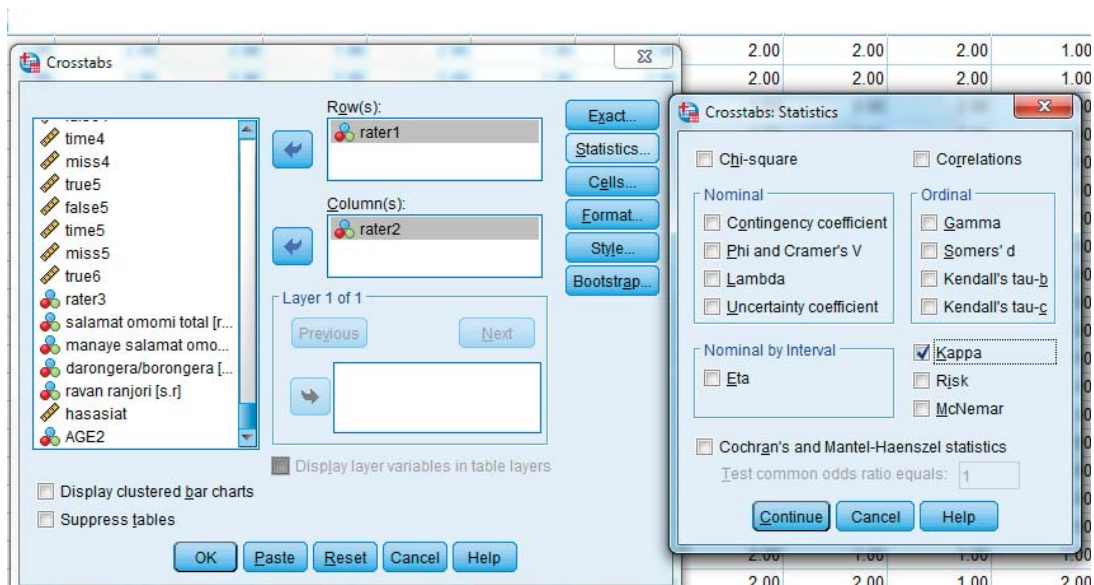 2.00 2.00 2.00 1.00
2.00 2.00 2.00 1.00
Crosstabs
time4
miss4
true5
false5
time5
miss5
true6
rater3
salamat omomi total [r...
manaye salamat omo...
darongera/borongera [...
ravan ranjori [s.r]
hasasiat
AGE2
Row(s):
rater1
Column(s):
rater2
Layer 1 of 1
Previous Next
Display layer variables in table layers
Exact...
Statistics...
Cells...
Format...
Style...
Bootstrap...
Display clustered bar charts
Suppress tables
OK Paste Reset Cancel Help
Crosstabs: Statistics
Chi-square Correlations
Nominal
Contingency coefficient
Phi and Cramer's V
Lambda
Uncertainty coefficient
Ordinal
Gamma
Somers' d
Kendall's tau-b
Kendall's tau-c
Nominal by Interval
Eta
Kappa
Risk
McNemar
Cochran's and Mantel-Haenszel statistics
Test common odds ratio equals: 1
Continue Cancel Help
2.00 2.00 1.00 2.00